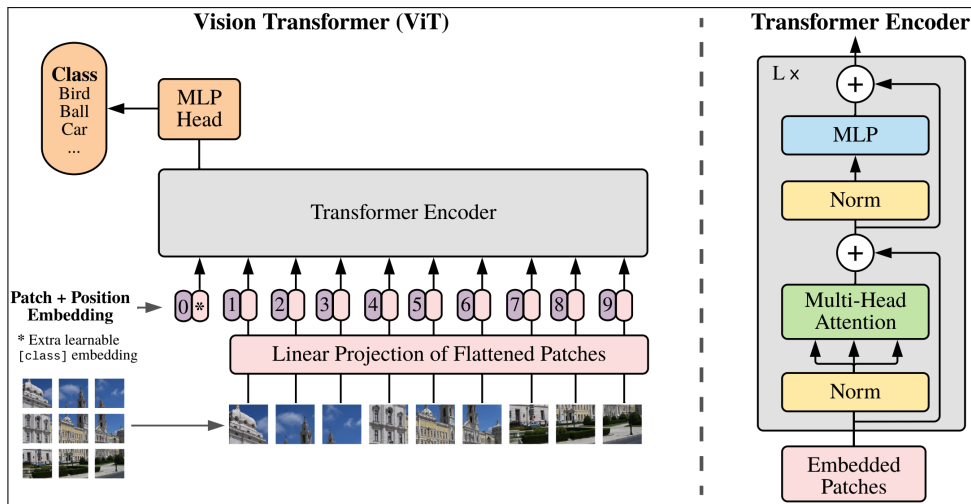 Vision Transformer (ViT)
Class
Bird
Ball
Car
...
MLP
Head
Transformer Encoder
Patch + Position
Embedding
* Extra learnable
[class] embedding
0 * 1 2 3 4 5 6 7 8 9
Linear Projection of Flattened Patches
Transformer Encoder
L ×
+
MLP
Norm
+
Multi-Head
Attention
Norm
Embedded
Patches